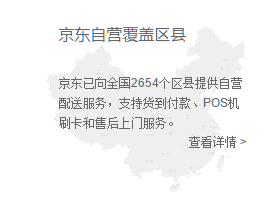 京东自营覆盖区县
京东已向全国2654个区县提供自营
配送服务，支持货到付款、POS机
刷卡和售后上门服务。
查看详情 >